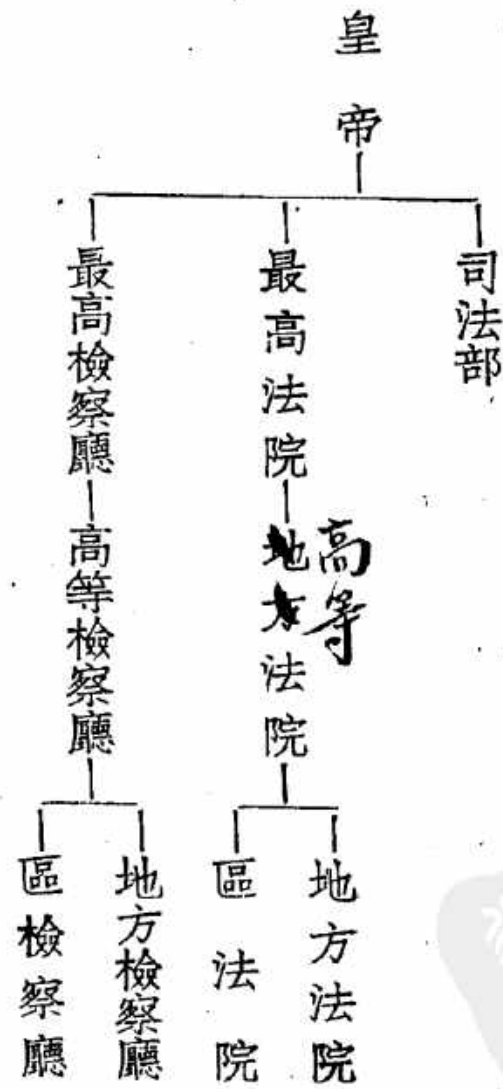 皇帝
司法部
最高法院
地方法院
高等
地方法院
區法院
最高檢察廳
高等檢察廳
地方檢察廳
區檢察廳